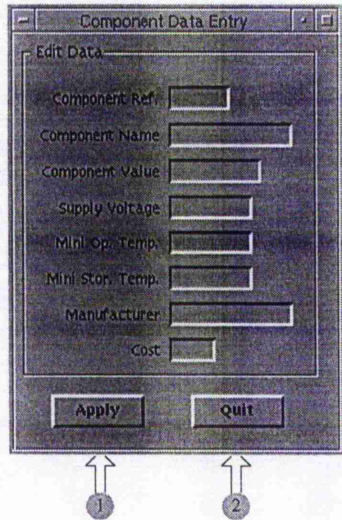 Component Data Entry
Edit Data
Component Ref.
Component Name
Component Value
Supply Voltage
Mini Op. Temp.
Mini Stor. Temp.
Manufacturer
Cost
Apply Quit
1 2